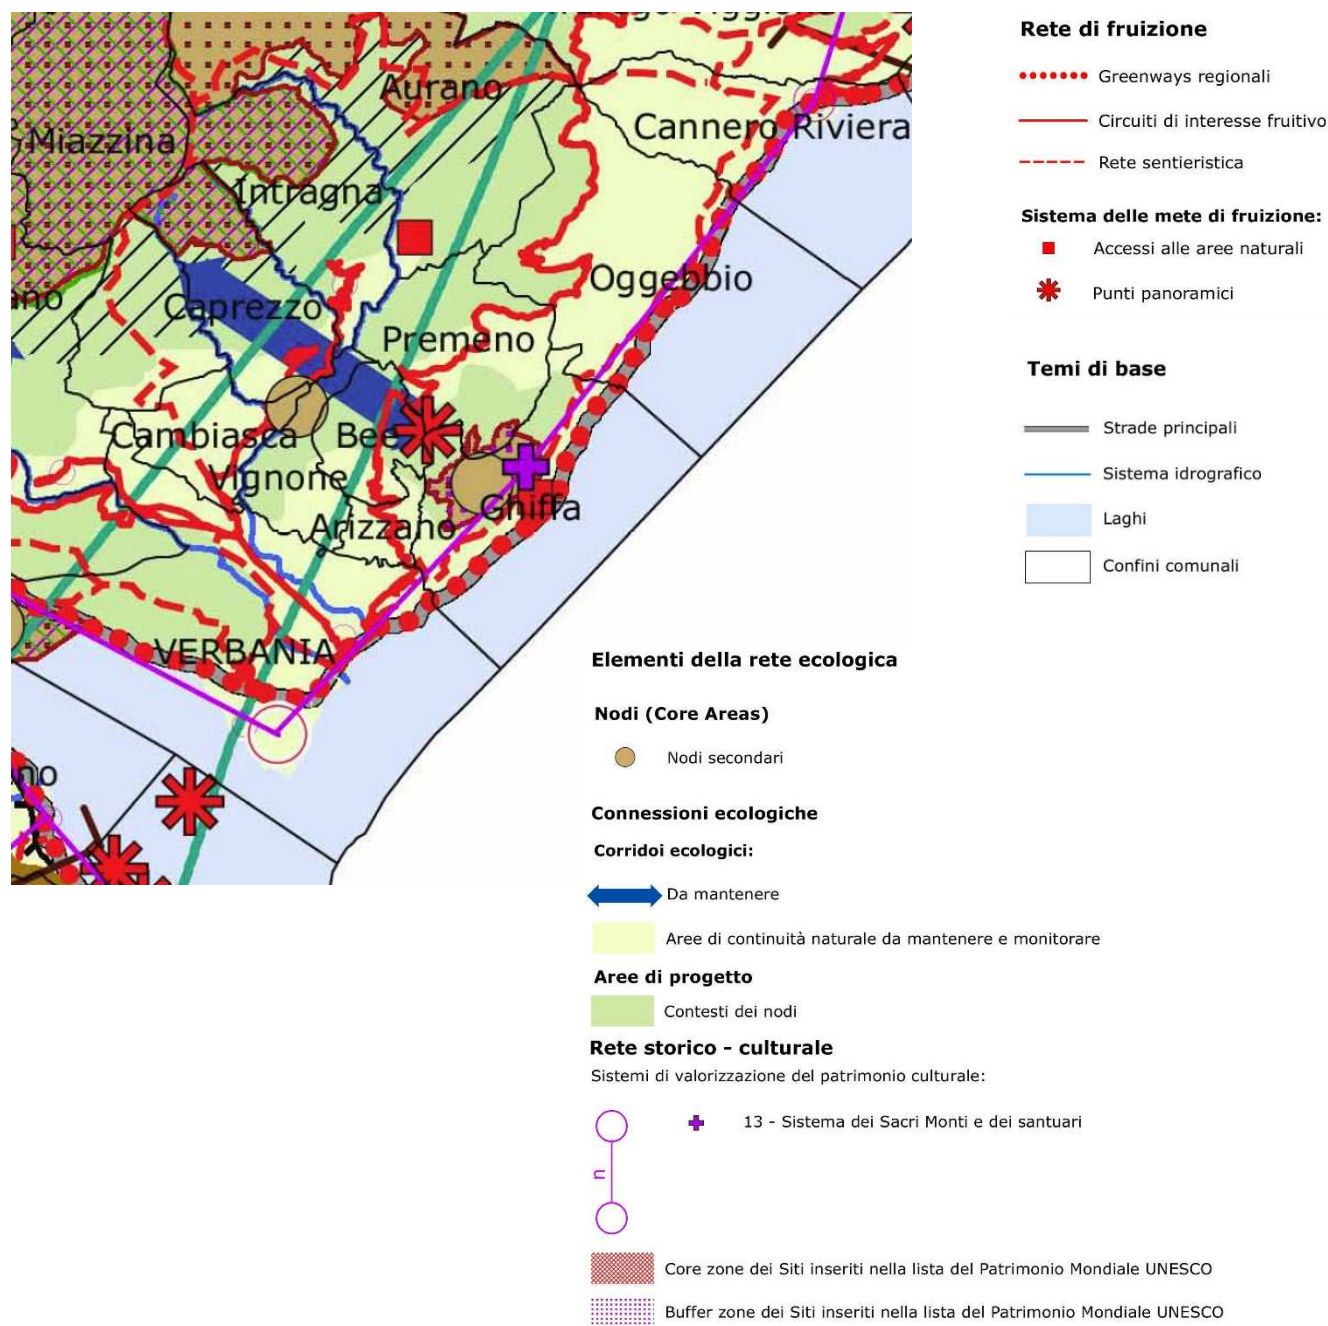 Aurano
Cannero Riviera
Miazzina
Intragna
Oggebbio
Caprezzo
Premeno
Cambiasca
Bee
Vignone
Ghiffa
Arizzano
VERBANIA
Rete di fruizione
Greenways regionali
Circuiti di interesse fruitivo
Rete sentieristica
Sistema delle mete di fruizione:
Accessi alle aree naturali
Punti panoramici
Temi di base
Strade principali
Sistema idrografico
Laghi
Confini comunali
Elementi della rete ecologica
Nodi (Core Areas)
Nodi secondari
Connessioni ecologiche
Corridoi ecologici:
Da mantenere
Aree di continuità naturale da mantenere e monitorare
Aree di progetto
Contesti dei nodi
Rete storico - culturale
Sistemi di valorizzazione del patrimonio culturale:
13 - Sistema dei Sacri Monti e dei santuari
n
Core zone dei Siti inseriti nella lista del Patrimonio Mondiale UNESCO
Buffer zone dei Siti inseriti nella lista del Patrimonio Mondiale UNESCO